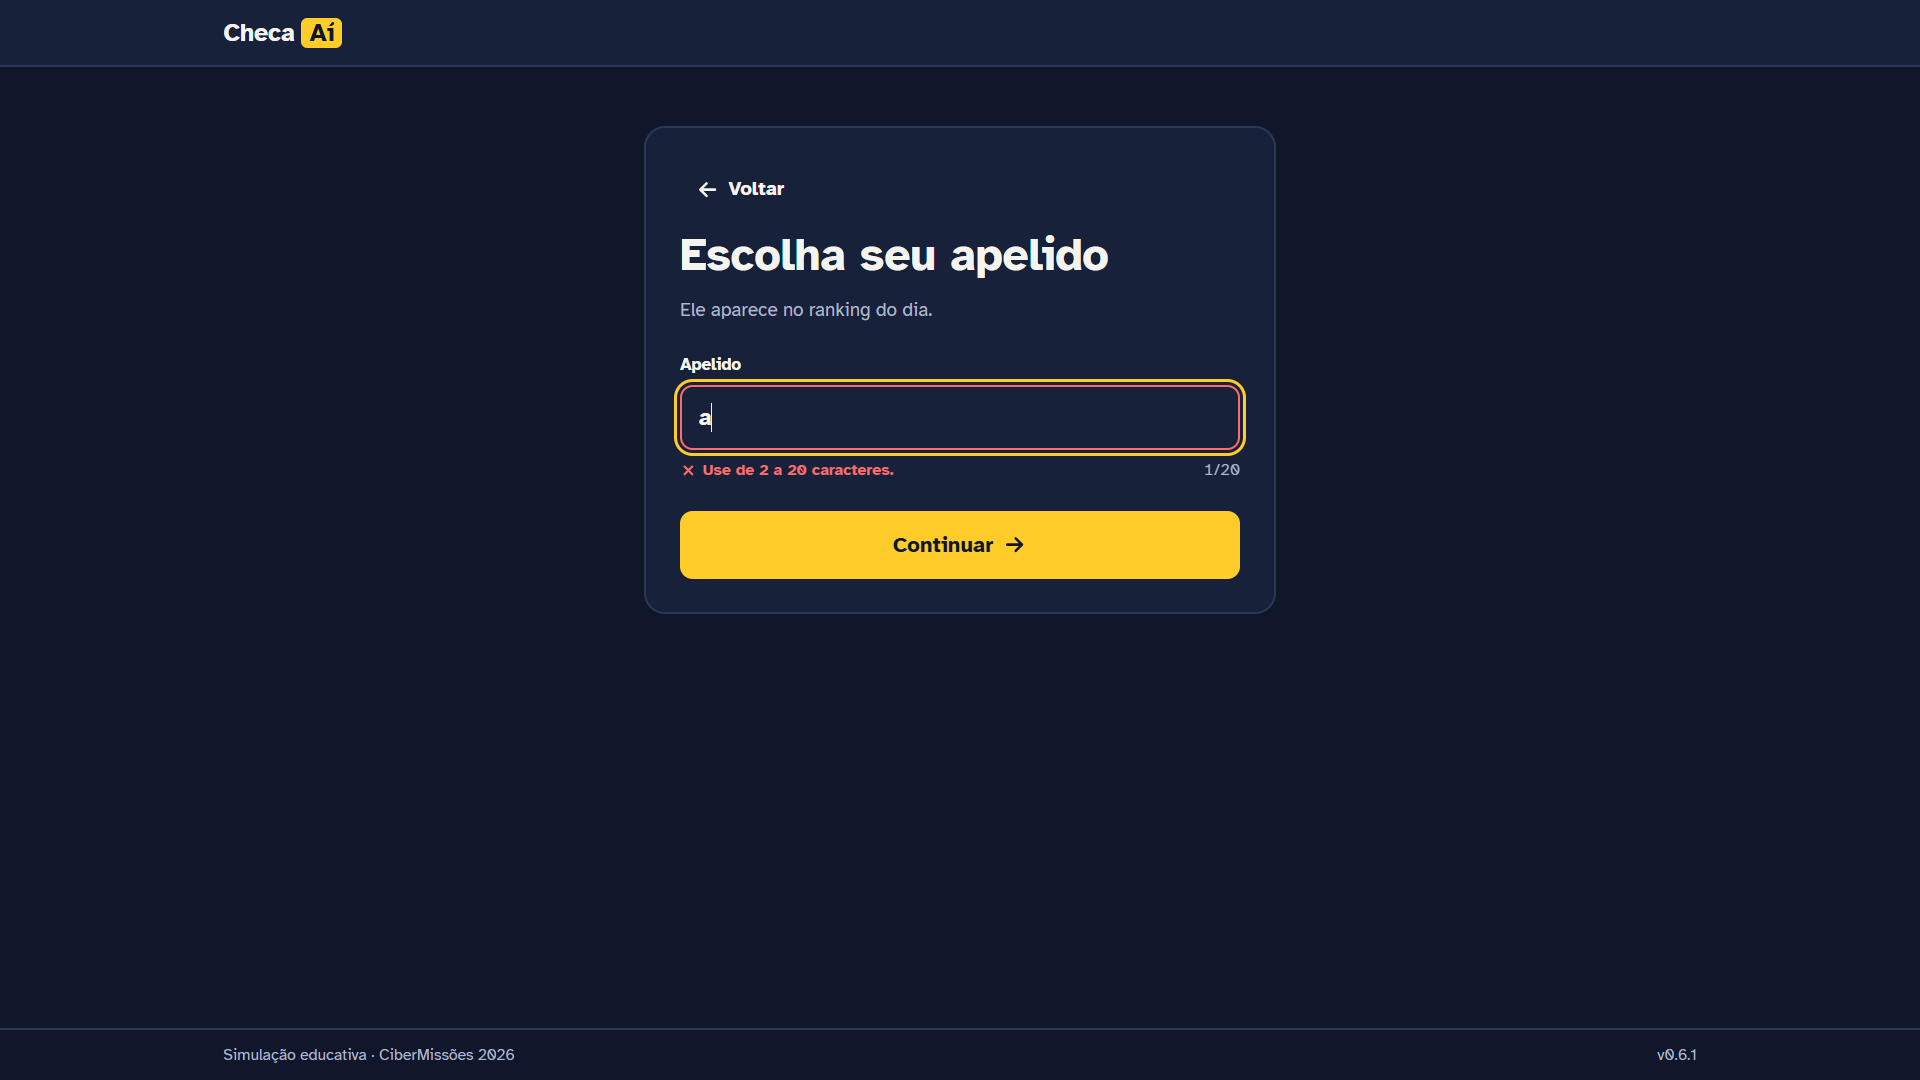 Checa Aí
Voltar
Escolha seu apelido
Ele aparece no ranking do dia.
Apelido
a
Use de 2 a 20 caracteres.
1/20
Continuar
Simulação educativa · CiberMissões 2026
v0.6.1